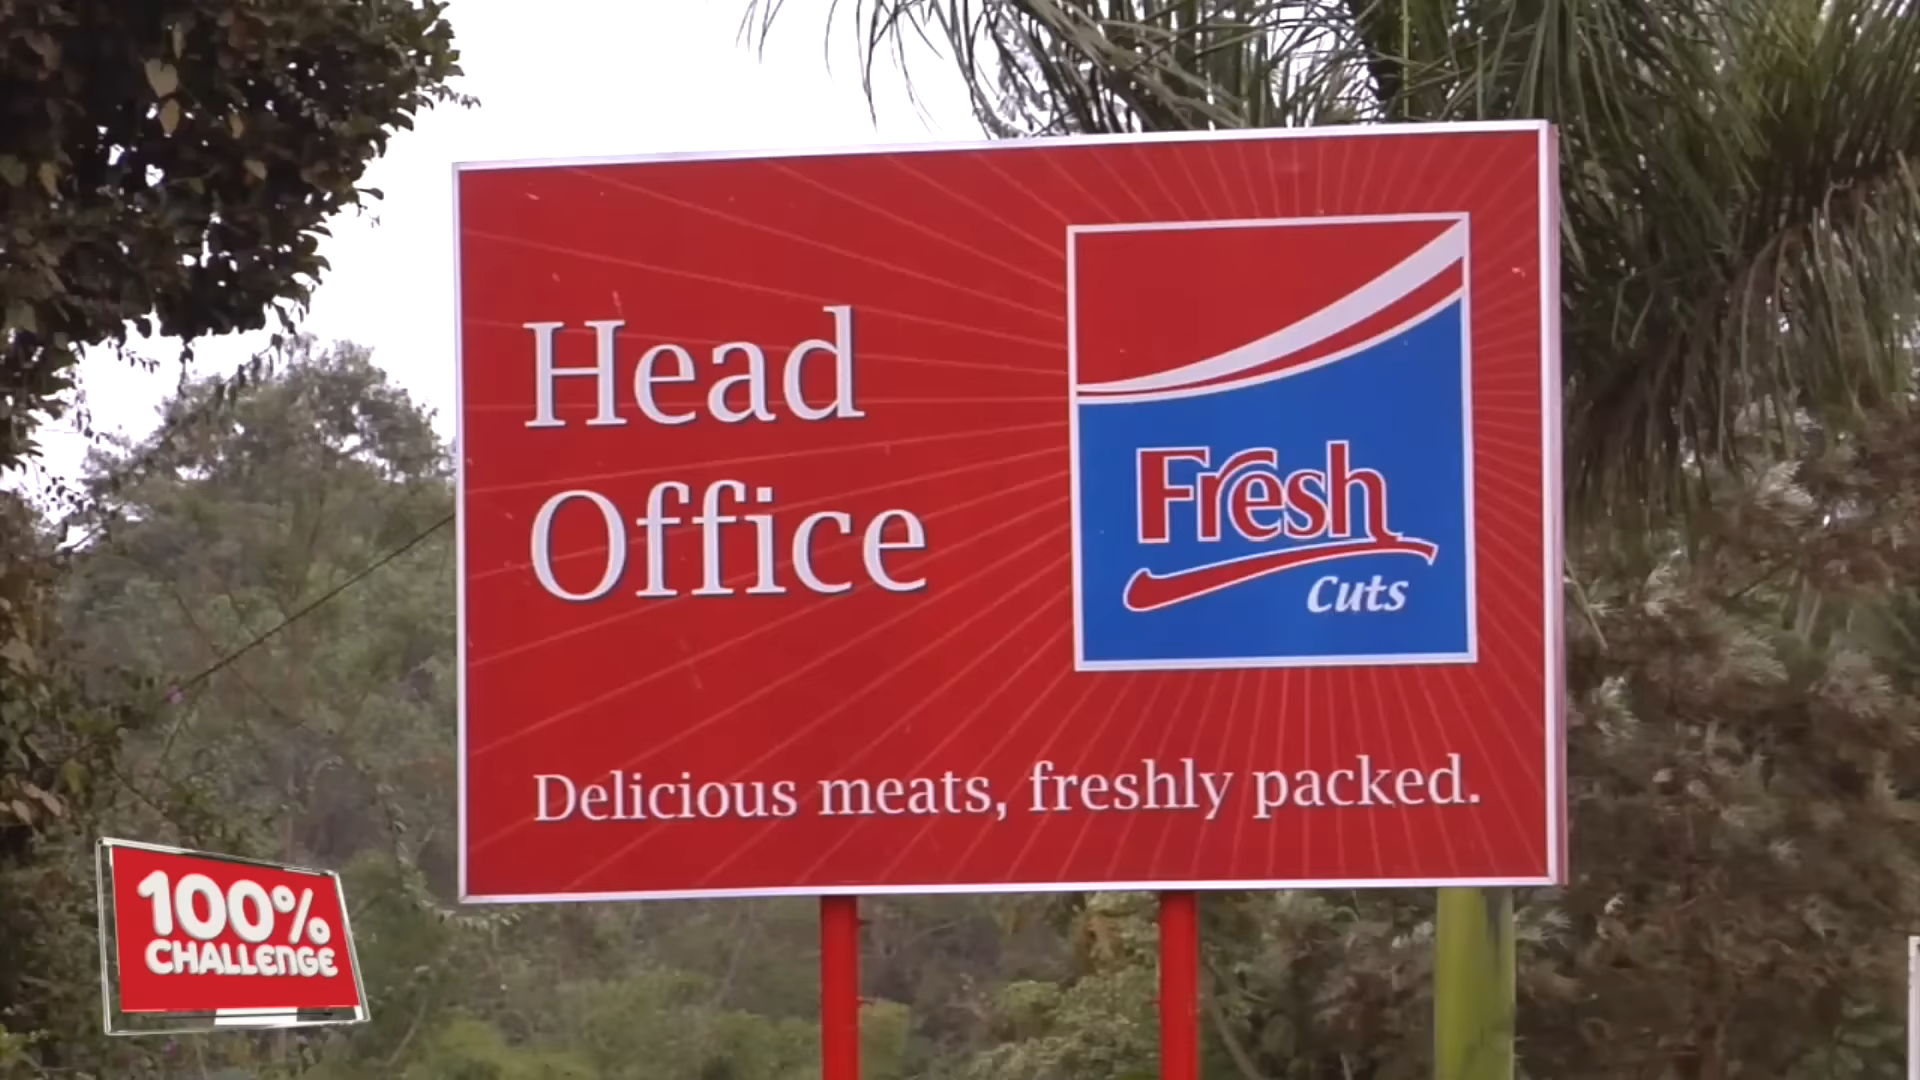 Head
Office
Fresh
Cuts
Delicious meats, freshly packed.
100%
CHALLENGE